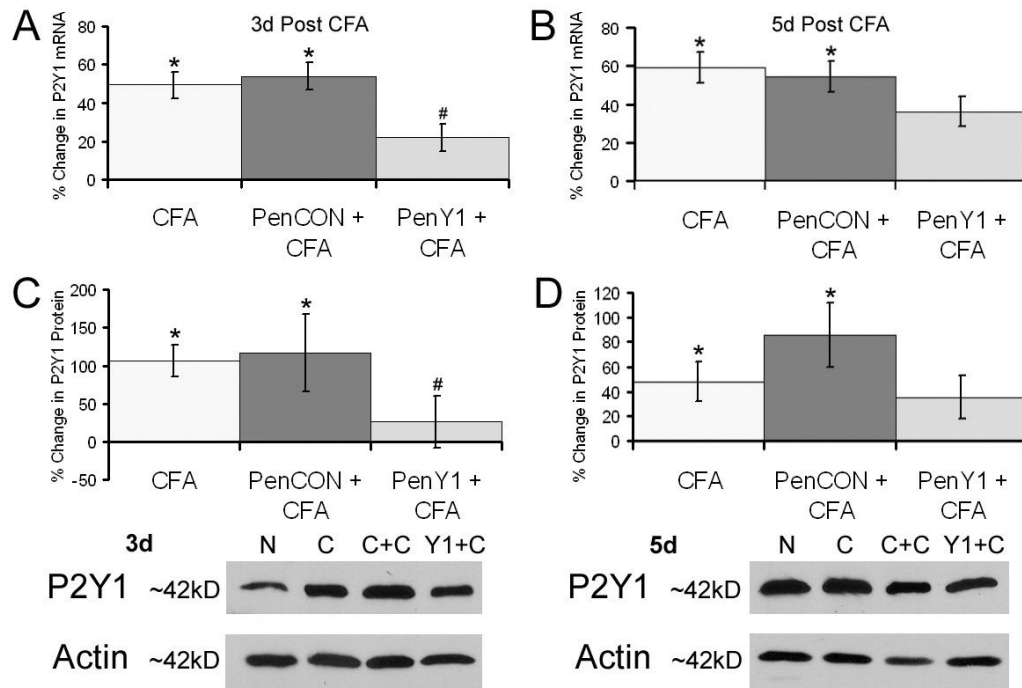 A
3d Post CFA
% Change in P2Y1 mRNA
80
60
40
20
0
*
*
#
CFA
PenCON +
CFA
PenY1 +
CFA
B
5d Post CFA
% Chenge in P2Y1 mRNA
80
60
40
20
0
*
*
CFA
PenCON +
CFA
PenY1 +
CFA
C
% Change in P2Y1 Protein
200
150
100
50
0
-50
*
*
#
CFA
PenCON +
CFA
PenY1 +
CFA
D
% Change in P2Y1 Protein
120
100
80
60
40
20
0
*
*
CFA
PenCON +
CFA
PenY1 +
CFA
3d N C C+C Y1+C
P2Y1 ~42kD
Actin ~42kD
5d N C C+C Y1+C
P2Y1 ~42kD
Actin ~42kD